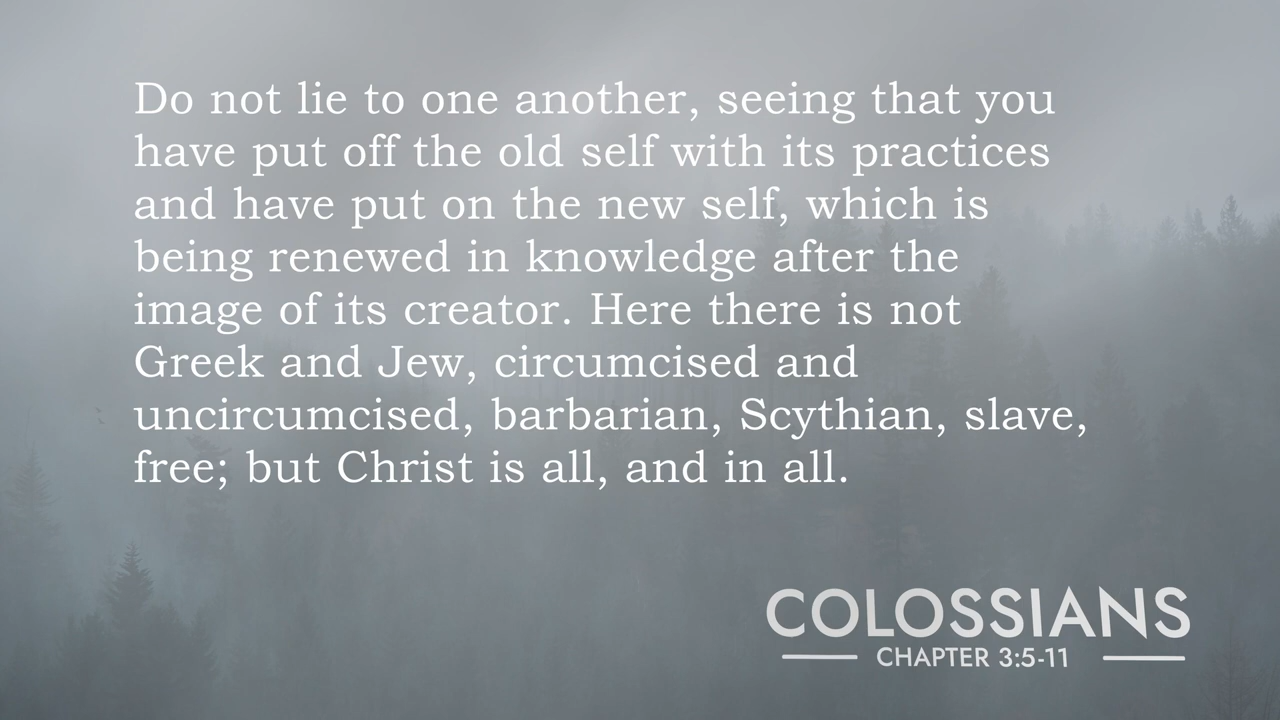 Do not lie to one another, seeing that you
have put off the old self with its practices
and have put on the new self, which is
being renewed in knowledge after the
image of its creator. Here there is not
Greek and Jew, circumcised and
uncircumcised, barbarian, Scythian, slave,
free; but Christ is all, and in all.
COLOSSIANS
CHAPTER 3:5-11